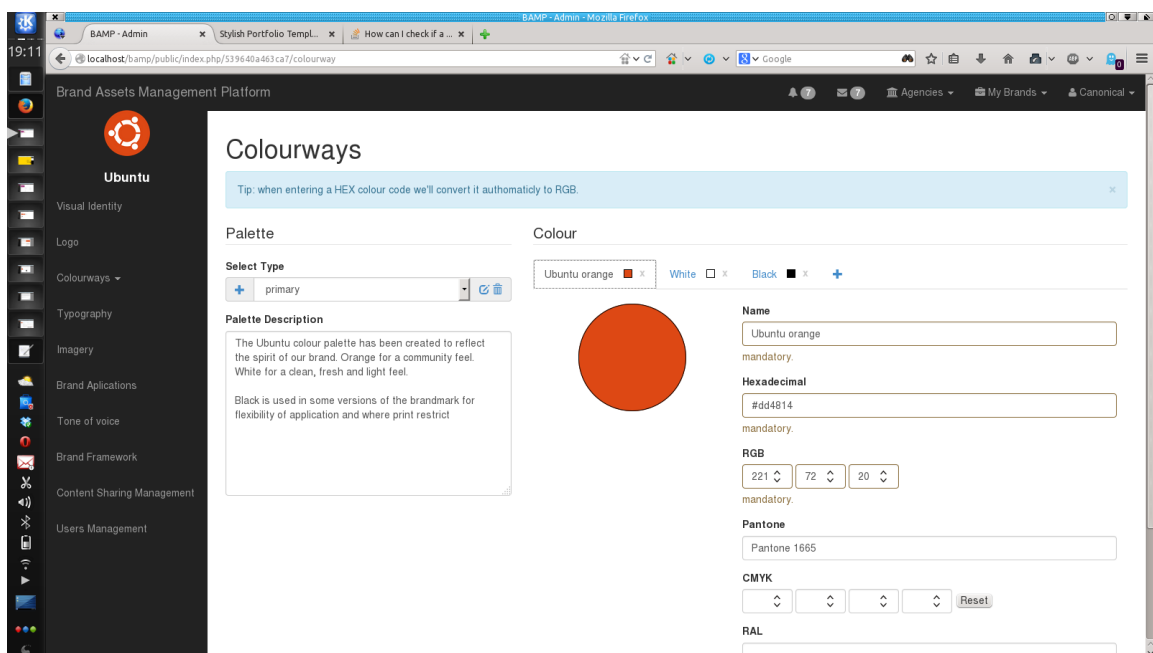 BAMP - Admin - Mozilla Firefox
BAMP - Admin
Stylish Portfolio Templ...
How can I check if a ...
19:11
localhost/bamp/public/index.php/539640a463ca7/colourway
Google
0
Brand Assets Management Platform
7
7
Agencies
My Brands
Canonical
Ubuntu
Visual Identity
Logo
Colourways
Typography
Imagery
Brand Aplications
Tone of voice
Brand Framework
Content Sharing Management
Users Management
Colourways
Tip: when entering a HEX colour code we'll convert it authomaticly to RGB.
x
Palette
Select Type
primary
Palette Description
The Ubuntu colour palette has been created to reflect
the spirit of our brand. Orange for a community feel.
White for a clean, fresh and light feel.
Black is used in some versions of the brandmark for
flexibility of application and where print restrict
Colour
Ubuntu orange x
White x
Black x
Name
Ubuntu orange
mandatory.
Hexadecimal
#dd4814
mandatory.
RGB
221 72 20
mandatory.
Pantone
Pantone 1665
CMYK
Reset
RAL